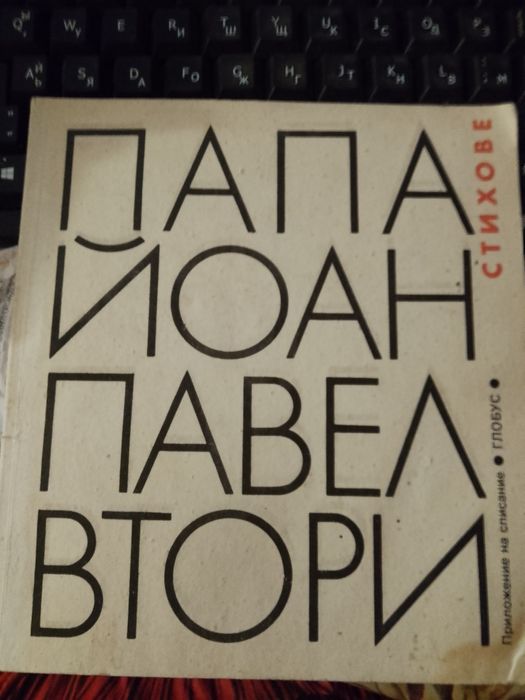 ПАПА
ЙОАН
ПАВЕЛ
ВТОРИ
СТИХОВЕ
Приложение на списание • ГЛОБУС •